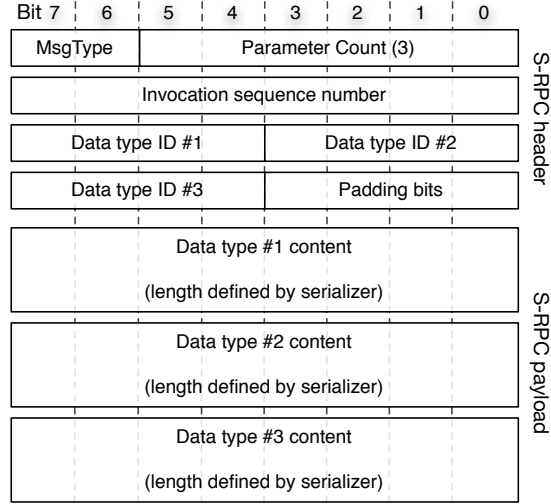 Bit 7 6 5 4 3 2 1 0
MsgType Parameter Count (3)
Invocation sequence number
Data type ID #1 Data type ID #2
Data type ID #3 Padding bits
S-RPC header
Data type #1 content
(length defined by serializer)
Data type #2 content
(length defined by serializer)
Data type #3 content
(length defined by serializer)
S-RPC payload